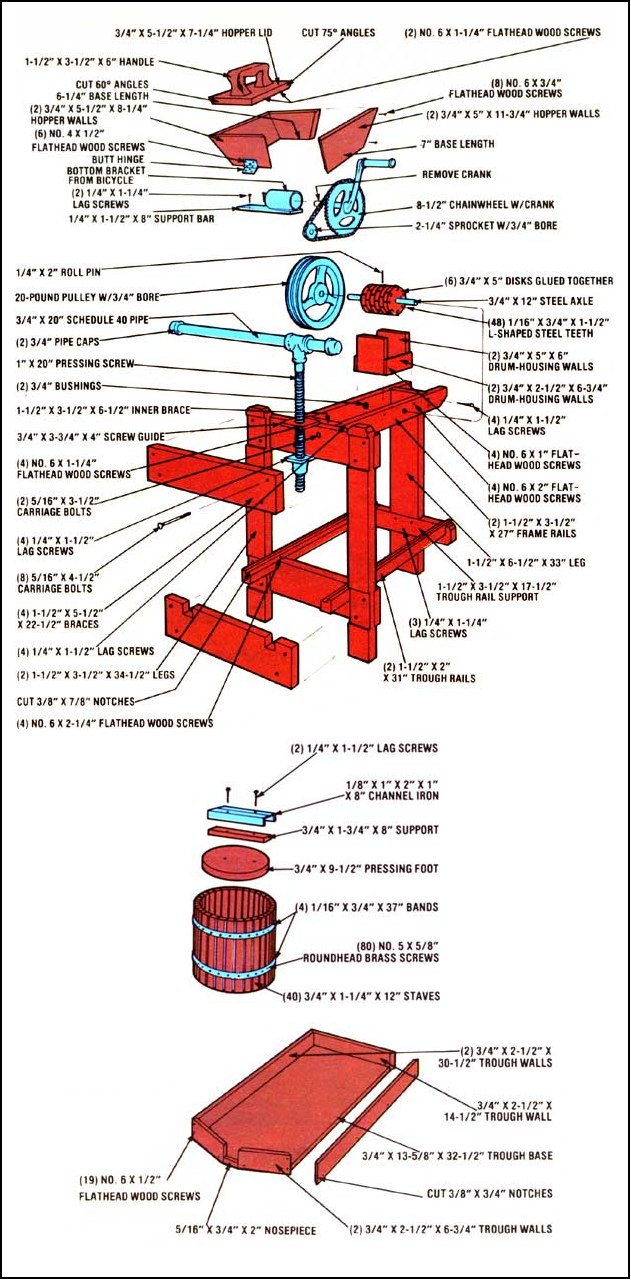 3/4" X 5-1/2" X 7-1/4" HOPPER LID
CUT 75° ANGLES
(2) NO. 6 X 1-1/4" FLATHEAD WOOD SCREWS
1-1/2" X 3-1/2" X 6" HANDLE
CUT 60° ANGLES
6-1/4" BASE LENGTH
(2) 3/4" X 5-1/2" X 8-1/4"
HOPPER WALLS
(6) NO. 4 X 1/2"
FLATHEAD WOOD SCREWS
BUTT HINGE
BOTTOM BRACKET
FROM BICYCLE
(2) 1/4" X 1-1/4"
LAG SCREWS
1/4" X 1-1/2" X 8" SUPPORT BAR
(8) NO. 6 X 3/4"
FLATHEAD WOOD SCREWS
(2) 3/4" X 5" X 11-3/4" HOPPER WALLS
7" BASE LENGTH
REMOVE CRANK
8-1/2" CHAINWHEEL W/CRANK
2-1/4" SPROCKET W/3/4" BORE
1/4" X 2" ROLL PIN
20-POUND PULLEY W/3/4" BORE
3/4" X 20" SCHEDULE 40 PIPE
(2) 3/4" PIPE CAPS
1" X 20" PRESSING SCREW
(2) 3/4" BUSHINGS
1-1/2" X 3-1/2" X 6-1/2" INNER BRACE
3/4" X 3-3/4" X 4" SCREW GUIDE
(4) NO. 6 X 1-1/4"
FLATHEAD WOOD SCREWS
(2) 5/16" X 3-1/2"
CARRIAGE BOLTS
(4) 1/4" X 1-1/2"
LAG SCREWS
(8) 5/16" X 4-1/2"
CARRIAGE BOLTS
(4) 1-1/2" X 5-1/2"
X 22-1/2" BRACES
(4) 1/4" X 1-1/2" LAG SCREWS
(2) 1-1/2" X 3-1/2" X 34-1/2" LEGS
CUT 3/8" X 7/8" NOTCHES
(4) NO. 6 X 2-1/4" FLATHEAD WOOD SCREWS
(6) 3/4" X 5" DISKS GLUED TOGETHER
3/4" X 12" STEEL AXLE
(48) 1/16" X 3/4" X 1-1/2"
L-SHAPED STEEL TEETH
(2) 3/4" X 5" X 6"
DRUM-HOUSING WALLS
(2) 3/4" X 2-1/2" X 6-3/4"
DRUM-HOUSING WALLS
(4) 1/4" X 1-1/2"
LAG SCREWS
(4) NO. 6 X 1" FLAT-
HEAD WOOD SCREWS
(4) NO. 6 X 2" FLAT-
HEAD WOOD SCREWS
(2) 1-1/2" X 3-1/2"
X 27" FRAME RAILS
1-1/2" X 6-1/2" X 33" LEG
1-1/2" X 3-1/2" X 17-1/2"
TROUGH RAIL SUPPORT
(3) 1/4" X 1-1/4"
LAG SCREWS
(2) 1-1/2" X 2"
X 31" TROUGH RAILS
(2) 1/4" X 1-1/2" LAG SCREWS
1/8" X 1" X 2" X 1"
X 8" CHANNEL IRON
3/4" X 1-3/4" X 8" SUPPORT
3/4" X 9-1/2" PRESSING FOOT
(4) 1/16" X 3/4" X 37" BANDS
(80) NO. 5 X 5/8"
ROUNDHEAD BRASS SCREWS
(40) 3/4" X 1-1/4" X 12" STAVES
(2) 3/4" X 2-1/2" X
30-1/2" TROUGH WALLS
3/4" X 2-1/2" X
14-1/2" TROUGH WALL
3/4" X 13-5/8" X 32-1/2" TROUGH BASE
(19) NO. 6 X 1/2"
FLATHEAD WOOD SCREWS
CUT 3/8" X 3/4" NOTCHES
5/16" X 3/4" X 2" NOSEPIECE
(2) 3/4" X 2-1/2" X 6-3/4" TROUGH WALLS